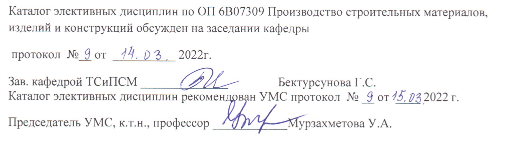 Каталог элективных дисциплин по ОП 6В07309 Производство строительных материалов,
изделий и конструкций обсужден на заседании кафедры
протокол № 9 от 14.03. 2022г.
Зав. кафедрой ТСиПСМ Бектурсунова Г.С.
Каталог элективных дисциплин рекомендован УМС протокол № 9 от 15.03 2022 г.
Председатель УМС, к.т.н., профессор Мурзахметова У.А.